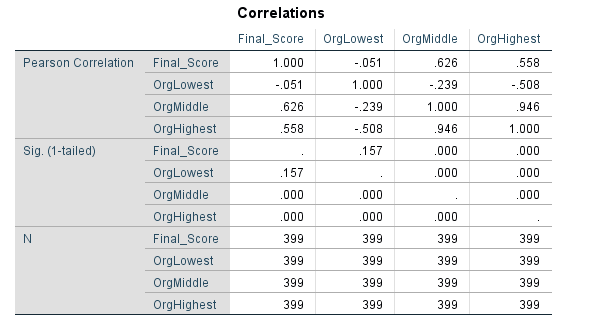 Correlations
Final_Score OrgLowest OrgMiddle OrgHighest
Pearson Correlation Final_Score 1.000 -.051 .626 .558
OrgLowest -.051 1.000 -.239 -.508
OrgMiddle .626 -.239 1.000 .946
OrgHighest .558 -.508 .946 1.000
Sig. (1-tailed) Final_Score . .157 .000 .000
OrgLowest .157 . .000 .000
OrgMiddle .000 .000 . .000
OrgHighest .000 .000 .000 .
N Final_Score 399 399 399 399
OrgLowest 399 399 399 399
OrgMiddle 399 399 399 399
OrgHighest 399 399 399 399